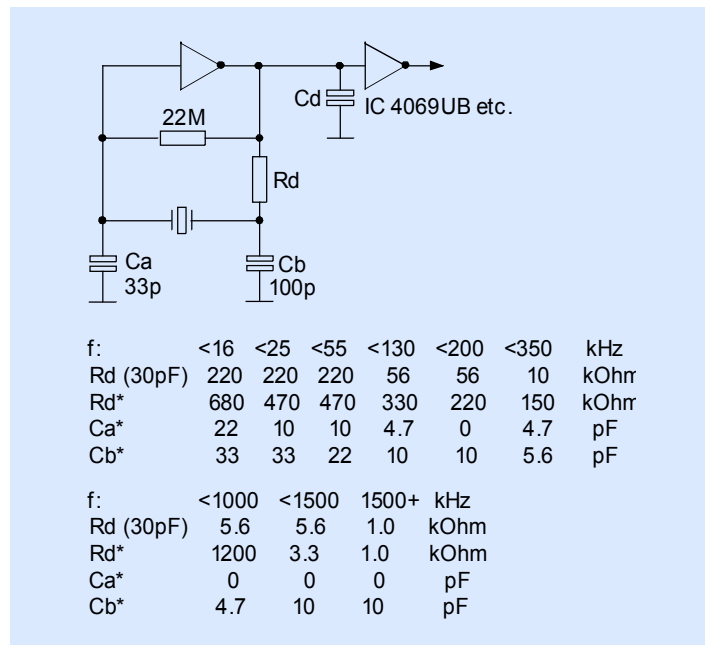 Cd
IC 4069UB etc.
22M
Rd
Ca
33p
Cb
100p
f: <16 <25 <55 <130 <200 <350 kHz
Rd (30pF) 220 220 220 56 56 10 kOhm
Rd* 680 470 470 330 220 150 kOhm
Ca* 22 10 10 4.7 0 4.7 pF
Cb* 33 33 22 10 10 5.6 pF
f: <1000 <1500 1500+ kHz
Rd (30pF) 5.6 5.6 1.0 kOhm
Rd* 1200 3.3 1.0 kOhm
Ca* 0 0 0 pF
Cb* 4.7 10 10 pF